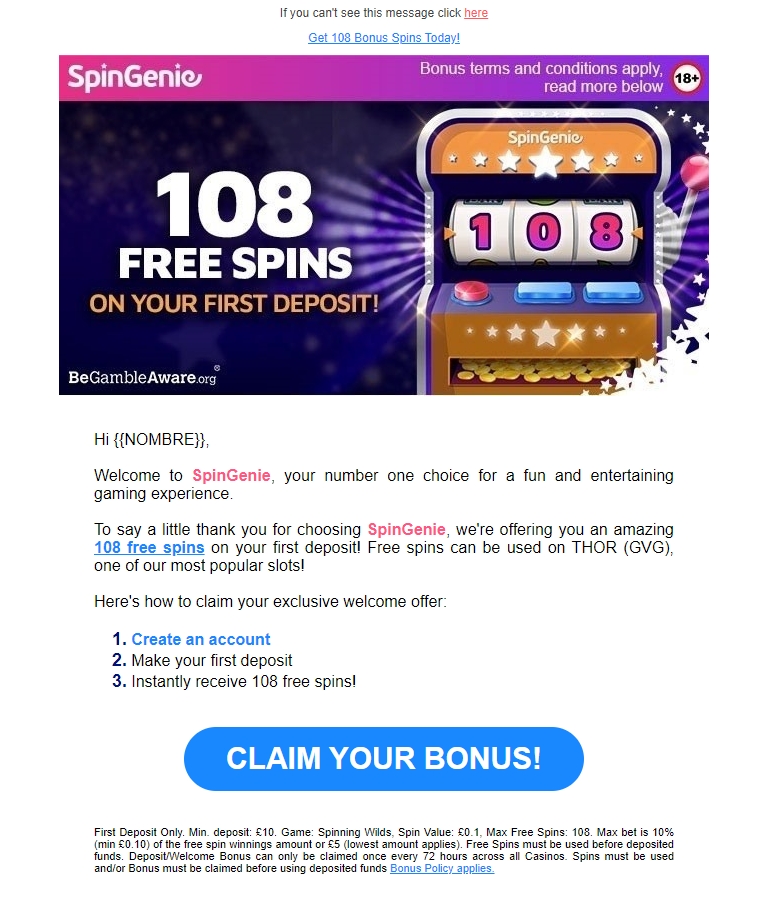 If you can't see this message click here
Get 108 Bonus Spins Today!
SpinGenie
Bonus terms and conditions apply,
read more below
18+
SpinGenie
108
108
FREE SPINS
ON YOUR FIRST DEPOSIT!
BeGambleAware.org®
Hi {{NOMBRE}},
Welcome to SpinGenie, your number one choice for a fun and entertaining
gaming experience.
To say a little thank you for choosing SpinGenie, we're offering you an amazing
108 free spins on your first deposit! Free spins can be used on THOR (GVG),
one of our most popular slots!
Here's how to claim your exclusive welcome offer:
1. Create an account
2. Make your first deposit
3. Instantly receive 108 free spins!
CLAIM YOUR BONUS!
First Deposit Only. Min. deposit: £10. Game: Spinning Wilds, Spin Value: £0.1, Max Free Spins: 108. Max bet is 10%
(min £0.10) of the free spin winnings amount or £5 (lowest amount applies). Free Spins must be used before deposited
funds. Deposit/Welcome Bonus can only be claimed once every 72 hours across all Casinos. Spins must be used
and/or Bonus must be claimed before using deposited funds Bonus Policy applies.